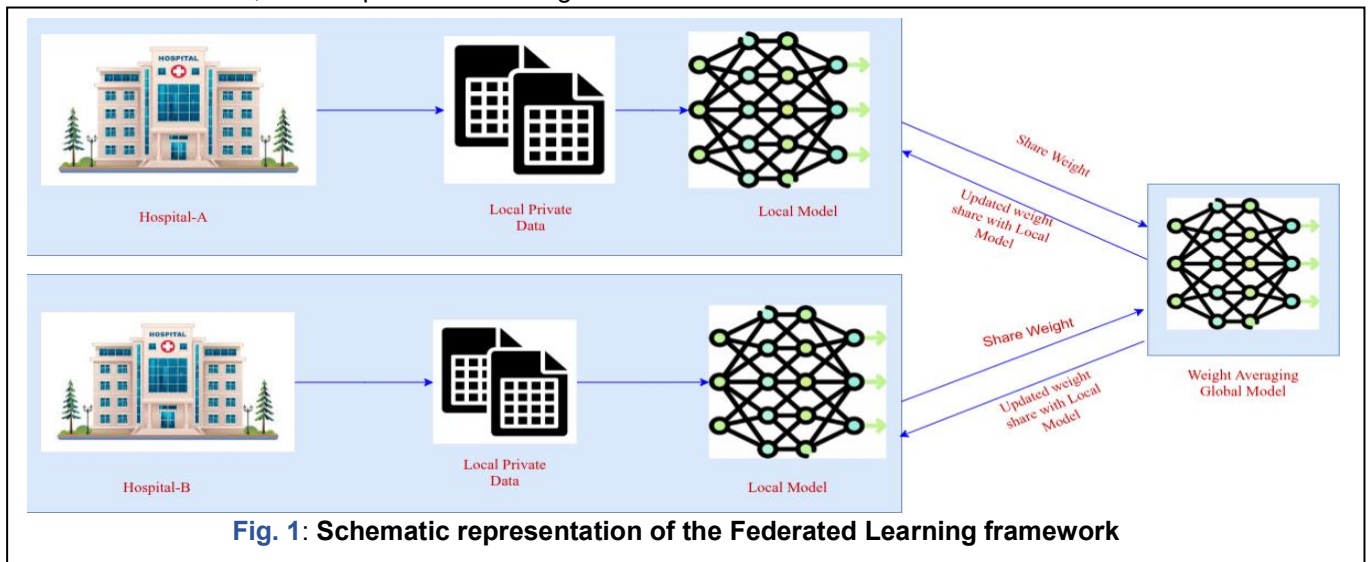 HOSPITAL
Hospital-A
Local Private
Data
Local Model
Share Weight
Updated weight
share with Local
Model
HOSPITAL
Hospital-B
Local Private
Data
Local Model
Share Weight
Updated weight
share with Local
Model
Weight Averaging
Global Model
Fig. 1: Schematic representation of the Federated Learning framework